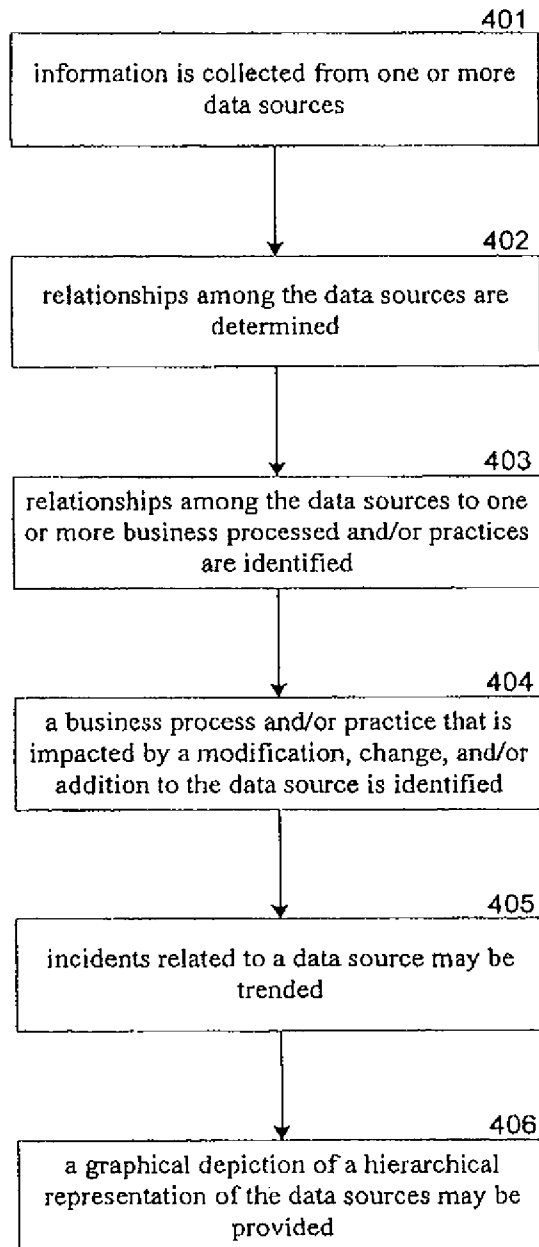 401
information is collected from one or more
data sources
402
relationships among the data sources are
determined
403
relationships among the data sources to one
or more business processed and/or practices
are identified
404
a business process and/or practice that is
impacted by a modification, change, and/or
addition to the data source is identified
405
incidents related to a data source may be
trended
406
a graphical depiction of a hierarchical
representation of the data sources may be
provided